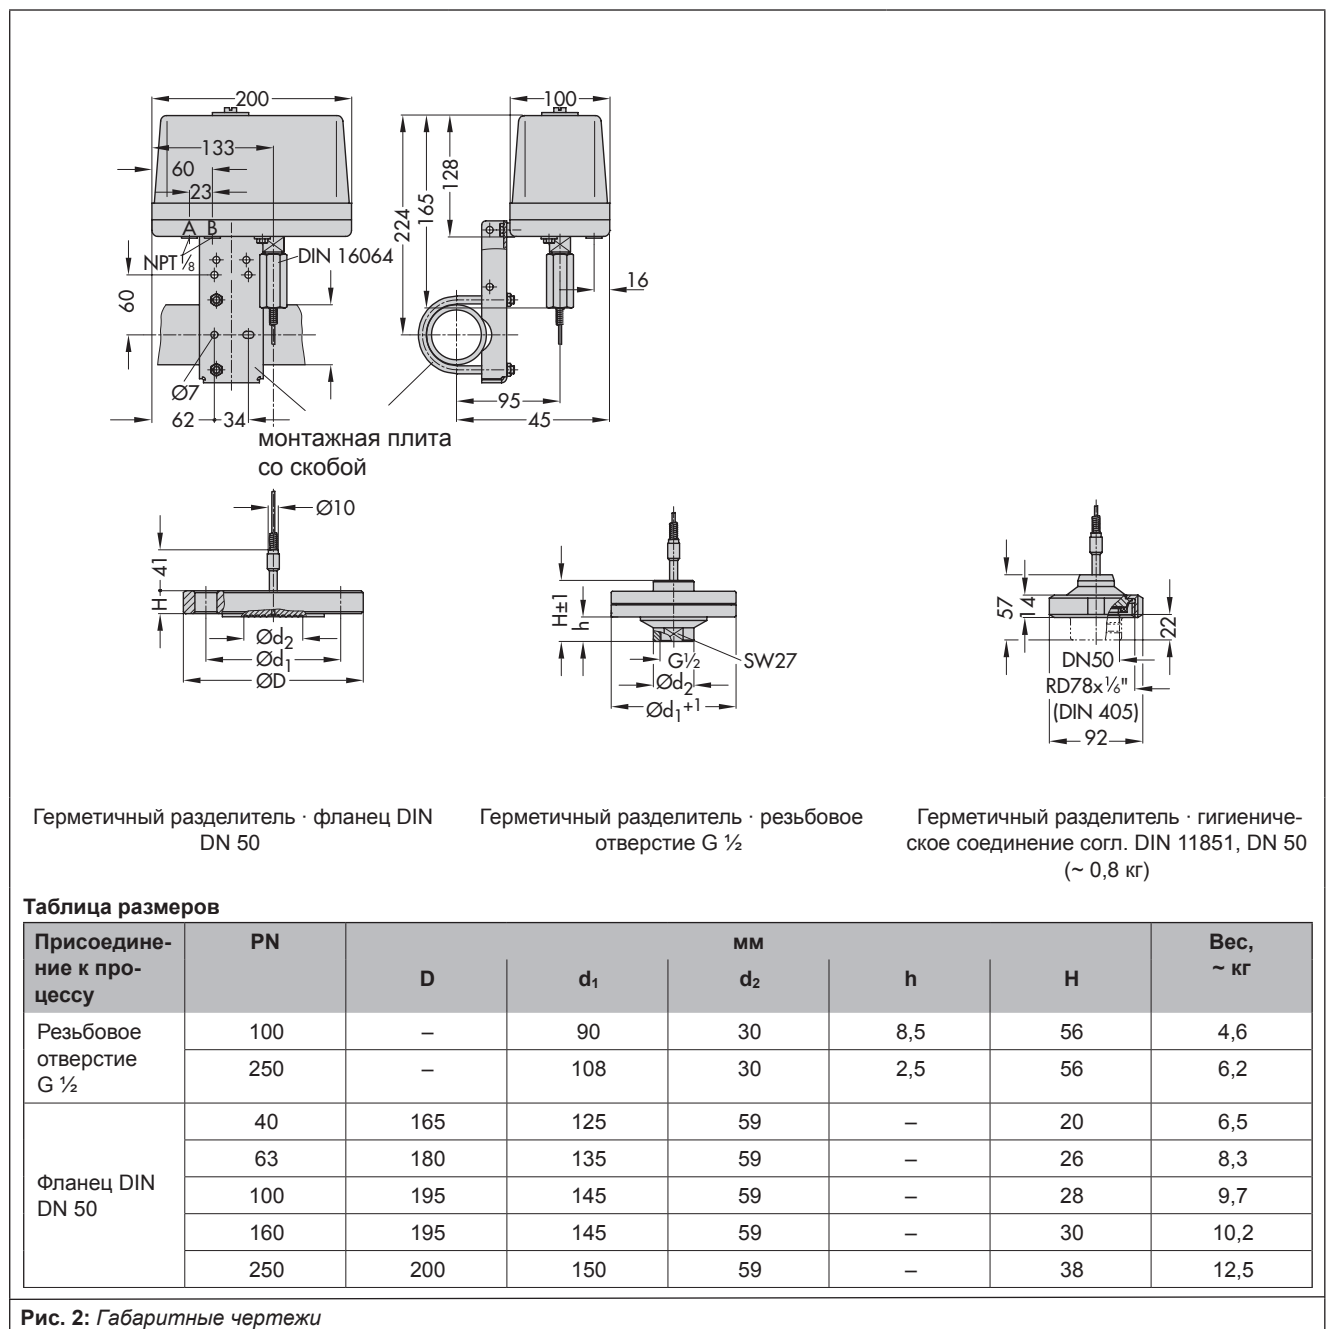 200
100
133
60
23
A B
NPT ⅛
DIN 16064
60
Ø7
62
34
224
165
128
16
95
45
монтажная плита
со скобой
Ø10
41
H
Ød2
Ød1
ØD
H±1
h
G½
SW27
Ød2
Ød1+1
57
14
22
DN50
RD78x⅙"
(DIN 405)
92
Герметичный разделитель · фланец DIN
DN 50
Герметичный разделитель · резьбовое
отверстие G ½
Герметичный разделитель · гигиениче-
ское соединение согл. DIN 11851, DN 50
(~ 0,8 кг)
Таблица размеров
Присоедине-
ние к про-
цессу
PN
мм
Вес,
~ кг
D d1 d2 h H
Резьбовое
отверстие
G ½
100 – 90 30 8,5 56 4,6
250 – 108 30 2,5 56 6,2
Фланец DIN
DN 50
40 165 125 59 – 20 6,5
63 180 135 59 – 26 8,3
100 195 145 59 – 28 9,7
160 195 145 59 – 30 10,2
250 200 150 59 – 38 12,5
Рис. 2: Габаритные чертежи